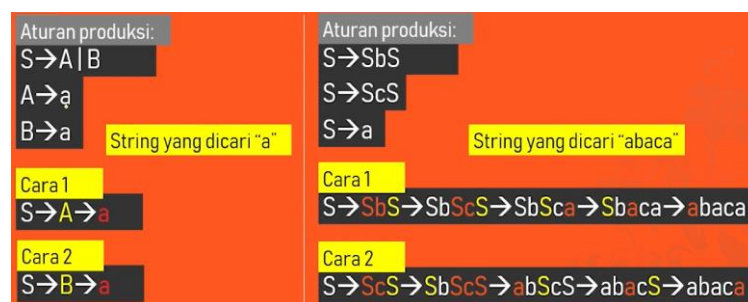 Aturan produksi:
S→A|B
A→a
B→a
String yang dicari "a"
Cara 1
S→A→a
Cara 2
S→B→a
Aturan produksi:
S→SbS
S→ScS
S→a
String yang dicari "abaca"
Cara 1
S→SbS→SbScS→SbSca→Sbaca→abaca
Cara 2
S→ScS→SbScS→abScS→abacS→abaca